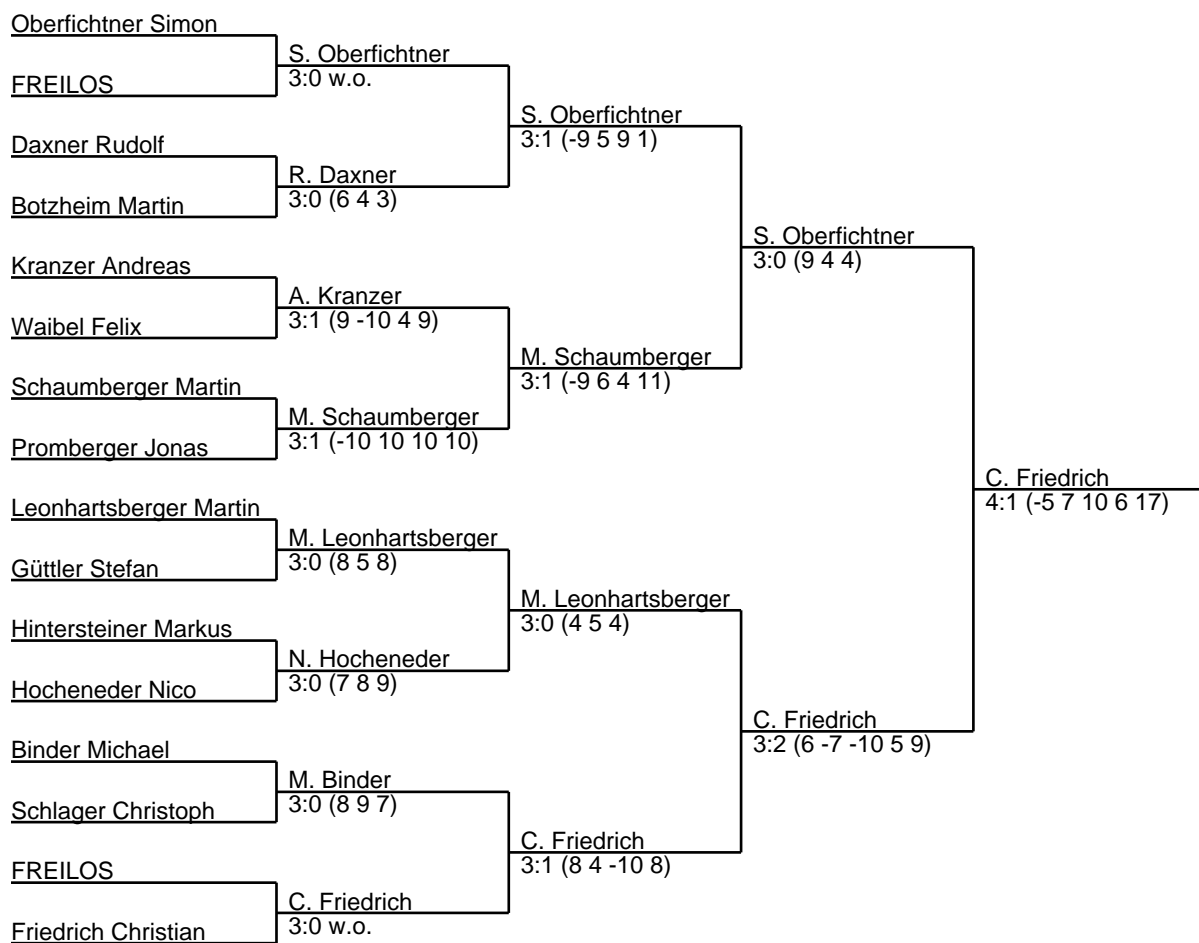 Oberfichtner Simon
FREILOS
Daxner Rudolf
Botzheim Martin
Kranzer Andreas
Waibel Felix
Schaumberger Martin
Promberger Jonas
Leonhartsberger Martin
Güttler Stefan
Hintersteiner Markus
Hocheneder Nico
Binder Michael
Schlager Christoph
FREILOS
Friedrich Christian
S. Oberfichtner
3:0 w.o.
R. Daxner
3:0 (6 4 3)
A. Kranzer
3:1 (9 -10 4 9)
M. Schaumberger
3:1 (-10 10 10 10)
M. Leonhartsberger
3:0 (8 5 8)
N. Hocheneder
3:0 (7 8 9)
M. Binder
3:0 (8 9 7)
C. Friedrich
3:0 w.o.
S. Oberfichtner
3:1 (-9 5 9 1)
M. Schaumberger
3:1 (-9 6 4 11)
M. Leonhartsberger
3:0 (4 5 4)
C. Friedrich
3:1 (8 4 -10 8)
S. Oberfichtner
3:0 (9 4 4)
C. Friedrich
3:2 (6 -7 -10 5 9)
C. Friedrich
4:1 (-5 7 10 6 17)